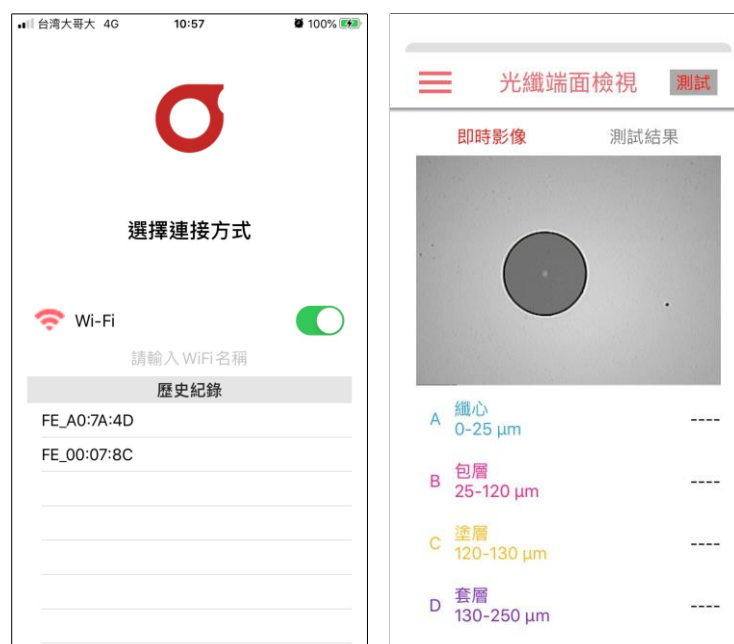 台湾大哥大 4G 10:57 100%
選擇連接方式
Wi-Fi
請輸入 WiFi 名稱
歷史紀錄
FE_A0:7A:4D
FE_00:07:8C
光纖端面檢視 測試
即時影像 測試結果
A 纖心 ----
0-25 µm
B 包層 ----
25-120 µm
C 塗層 ----
120-130 µm
D 套層 ----
130-250 µm